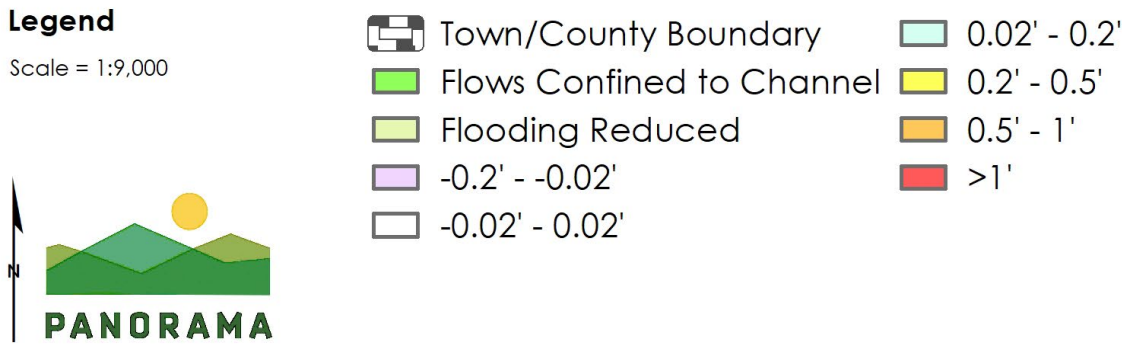 Legend
Scale = 1:9,000
N
PANORAMA
Town/County Boundary
Flows Confined to Channel
Flooding Reduced
-0.2' - -0.02'
-0.02' - 0.02'
0.02' - 0.2'
0.2' - 0.5'
0.5' - 1'
>1'